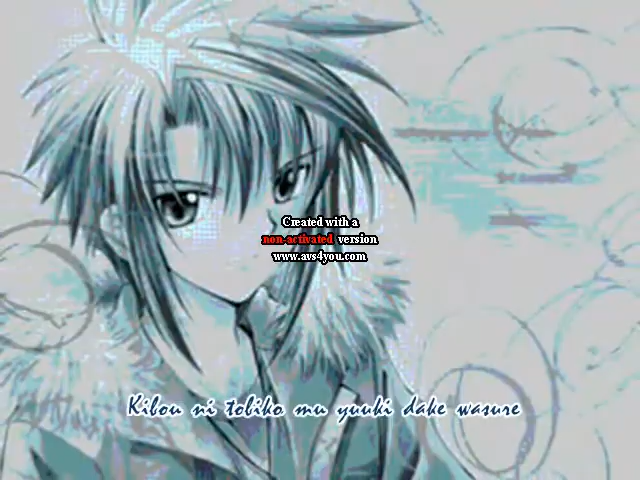 Created with a
non-activated version
www.avs4you.com
Kibou ni tobiko mu yuuki dake wasure